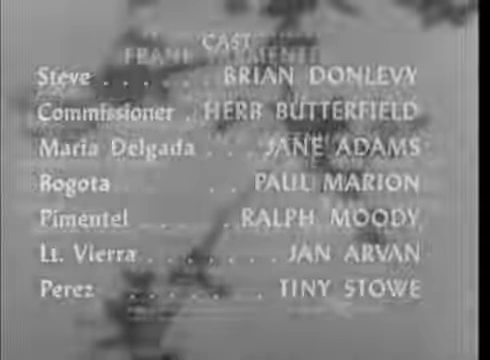 CAST
Steve . . . . . . BRIAN DONLEVY
Commissioner . HERB BUTTERFIELD
Maria Delgada . . . JANE ADAMS
Bogota . . PAUL MARION
Pimentel . . . . . RALPH MOODY
Lt. Vierra . . . . . . . JAN ARVAN
Perez . . . . . . . TINY STOWE